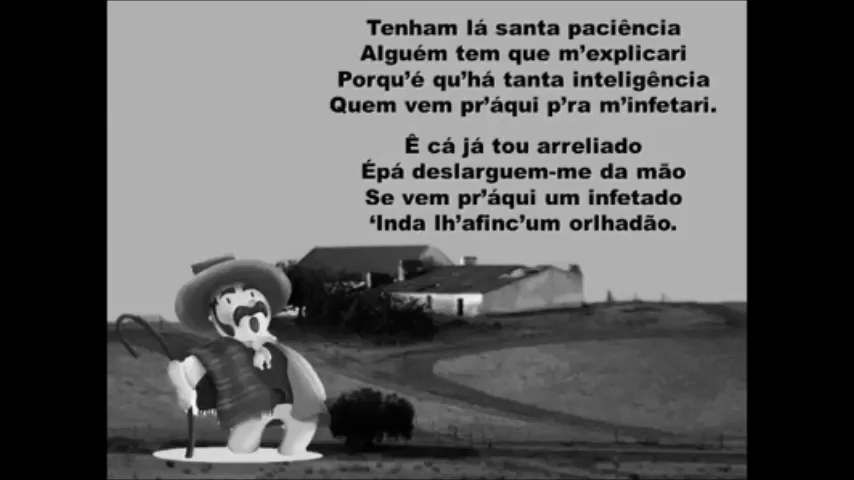 Tenham lá santa paciência
Alguém tem que m’explicari
Porqu’é qu’há tanta inteligência
Quem vem pr’áqui p’ra m’infetari.
Ê cá já tou arreliado
Épá deslarguem-me da mão
Se vem pr’áqui um infetado
‘Inda lh’afinc’um orlhadão.